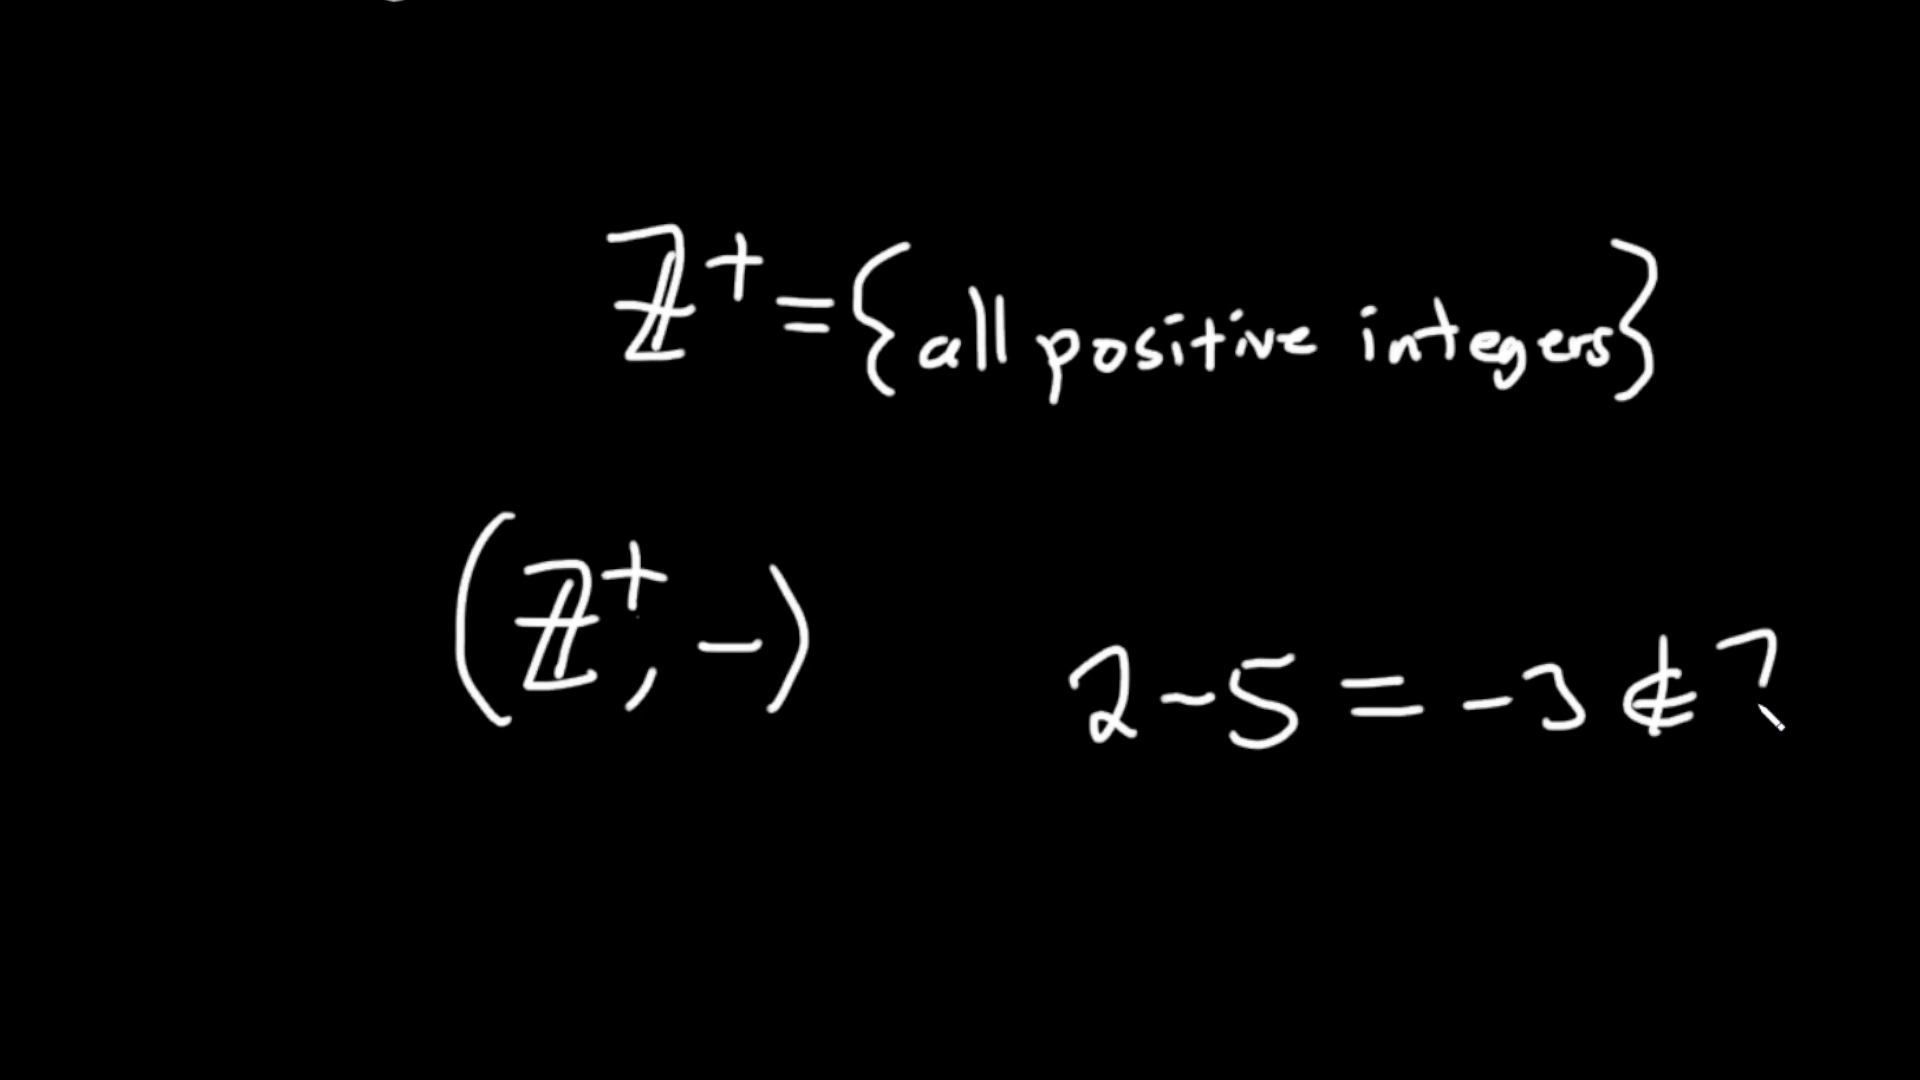 ℤ⁺ = {all positive integers}
(ℤ⁺, -)
2 - 5 = -3 ∉